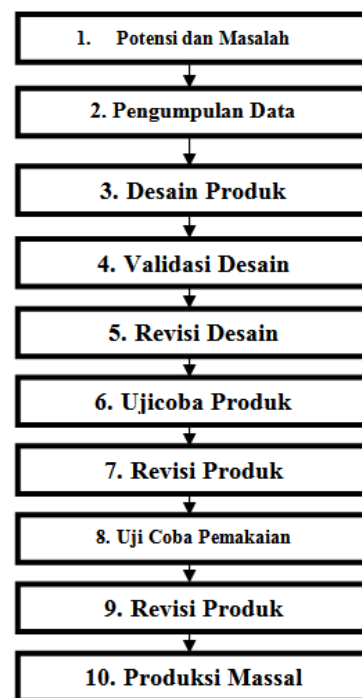 1. Potensi dan Masalah
2. Pengumpulan Data
3. Desain Produk
4. Validasi Desain
5. Revisi Desain
6. Ujicoba Produk
7. Revisi Produk
8. Uji Coba Pemakaian
9. Revisi Produk
10. Produksi Massal